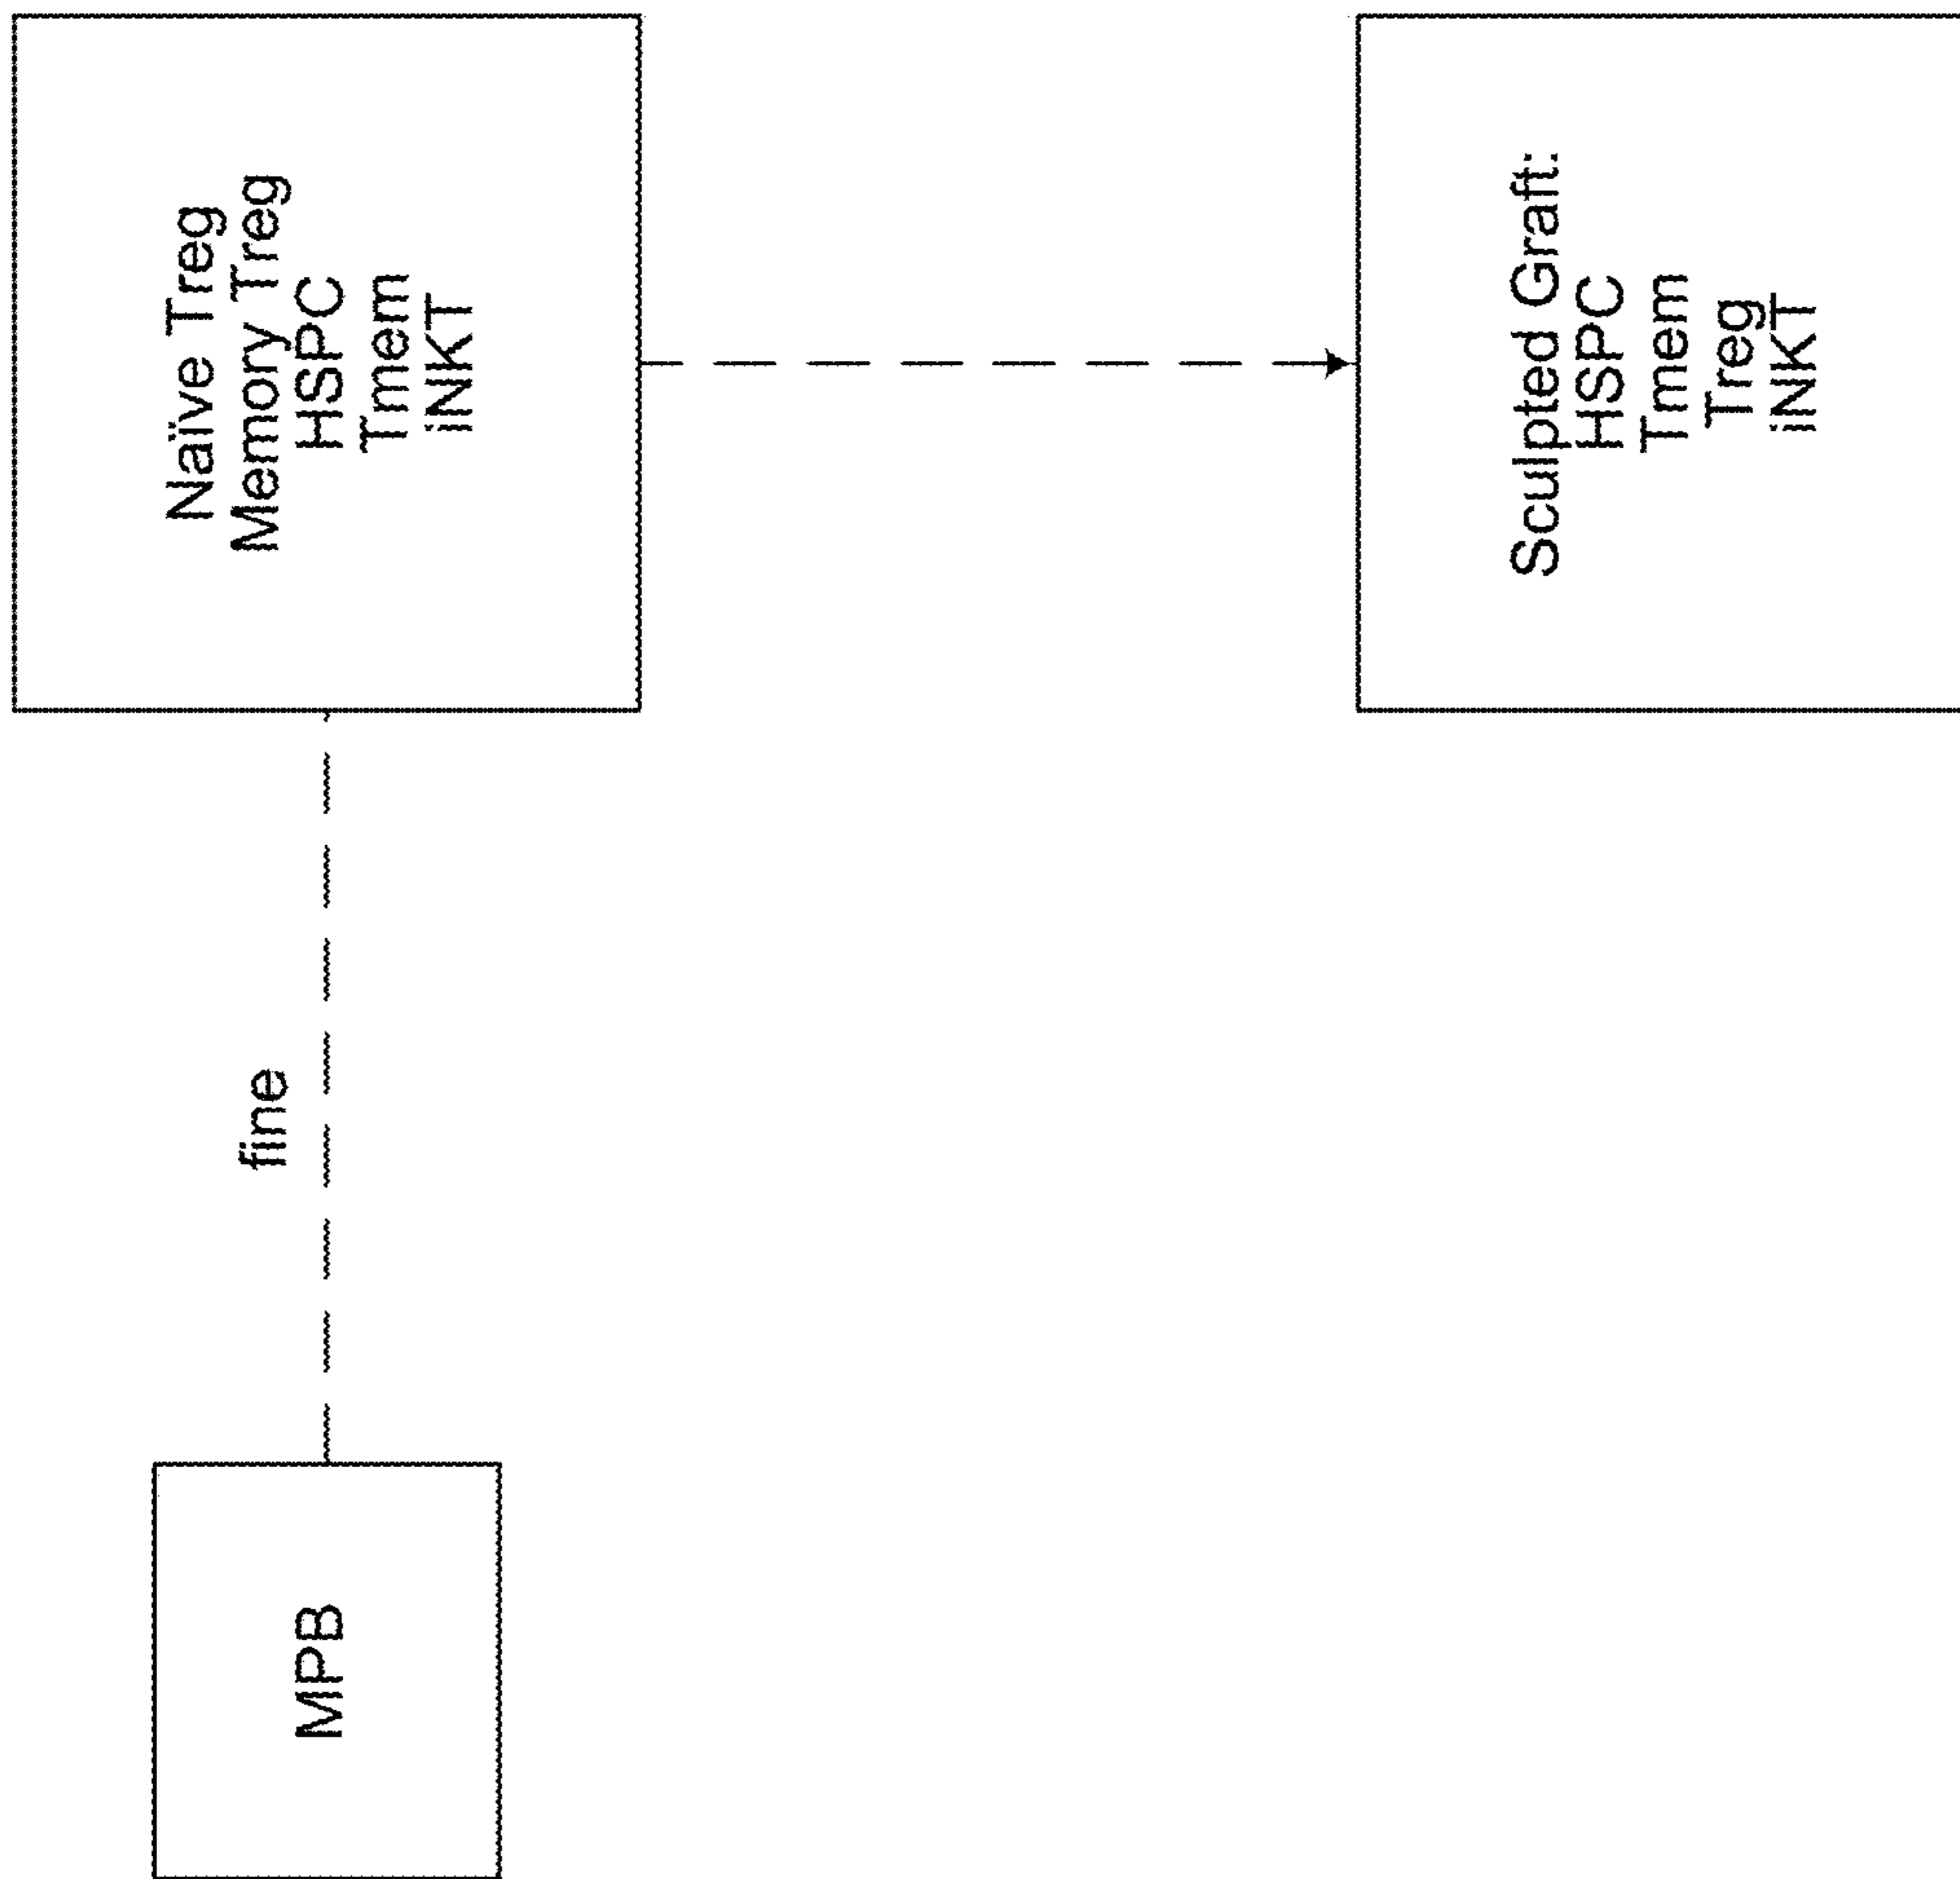 MPB
fine
Naïve Treg
Memory Treg
HSPC
Tmem
iNKT
Sculpted Graft:
HSPC
Tmem
Treg
iNKT